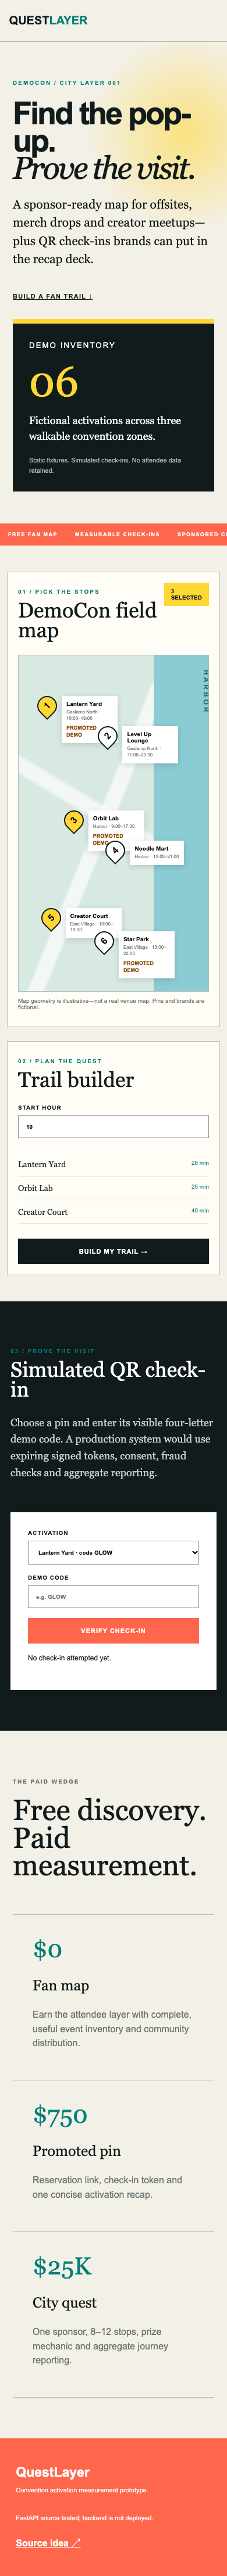 QUESTLAYER
DEMOCON / CITY LAYER 001
Find the pop-
up.
Prove the visit.
A sponsor-ready map for offsites,
merch drops and creator meetups—
plus QR check-ins brands can put in
the recap deck.
BUILD A FAN TRAIL ↓
DEMO INVENTORY
06
Fictional activations across three
walkable convention zones.
Static fixtures. Simulated check-ins. No attendee data
retained.
FREE FAN MAP MEASURABLE CHECK-INS SPONSORED C
01 / PICK THE STOPS
3
SELECTED
DemoCon field
map
HARBOR
1
Lantern Yard
Gaslamp North ·
10:00–18:00
PROMOTED
DEMO
2
Level Up
Lounge
Gaslamp North ·
11:00–20:00
3
Orbit Lab
Harbor · 9:00–17:00
PROMOTED
DEMO
4
Noodle Mart
Harbor · 12:00–21:00
5
Creator Court
East Village · 10:00–
19:00
6
Star Park
East Village · 13:00–
22:00
PROMOTED
DEMO
Map geometry is illustrative—not a real venue map. Pins and brands are
fictional.
02 / PLAN THE QUEST
Trail builder
START HOUR
10
Lantern Yard 28 min
Orbit Lab 25 min
Creator Court 40 min
BUILD MY TRAIL →
03 / PROVE THE VISIT
Simulated QR check-
in
Choose a pin and enter its visible four-letter
demo code. A production system would use
expiring signed tokens, consent, fraud
checks and aggregate reporting.
ACTIVATION
Lantern Yard · code GLOW
DEMO CODE
e.g. GLOW
VERIFY CHECK-IN
No check-in attempted yet.
THE PAID WEDGE
Free discovery.
Paid
measurement.
$0
Fan map
Earn the attendee layer with complete,
useful event inventory and community
distribution.
$750
Promoted pin
Reservation link, check-in token and
one concise activation recap.
$25K
City quest
One sponsor, 8–12 stops, prize
mechanic and aggregate journey
reporting.
QuestLayer
Convention activation measurement prototype.
FastAPI source tested; backend is not deployed.
Source idea ↗